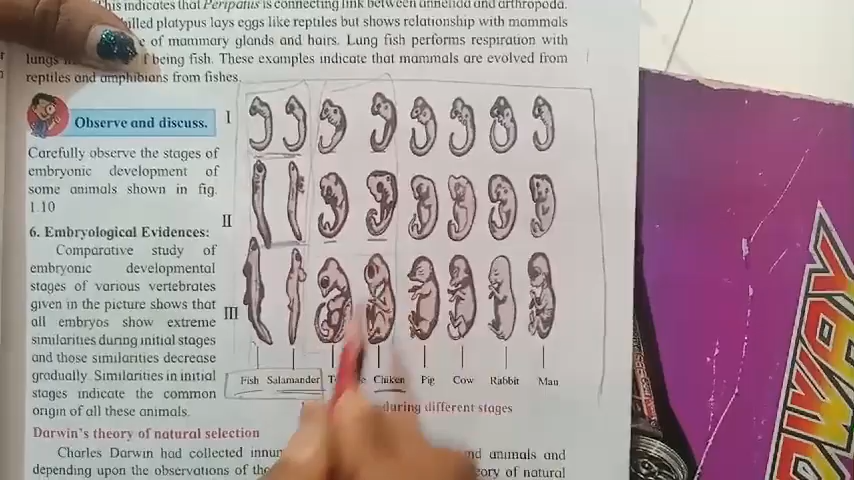 his indicates that Peripatus is connecting link between annelida and arthropoda.
billed platypus lays eggs like reptiles but shows relationship with mammals
e of mammary glands and hairs. Lung fish performs respiration with
lungs f being fish. These examples indicate that mammals are evolved from
reptiles and amphibians from fishes.
Observe and discuss.
Carefully observe the stages of
embryonic development of
some animals shown in fig.
1.10
6. Embryological Evidences:
Comparative study of
embryonic developmental
stages of various vertebrates
given in the picture shows that
all embryos show extreme
similarities during initial stages
and those similarities decrease
gradually. Similarities in initial
stages indicate the common
origin of all these animals.
I
II
III
Fish Salamander Chiken Pig Cow Rabbit Man
during different stages
Darwin's theory of natural selection
Charles Darwin had collected nd animals and
depending upon the observations of eory of natural